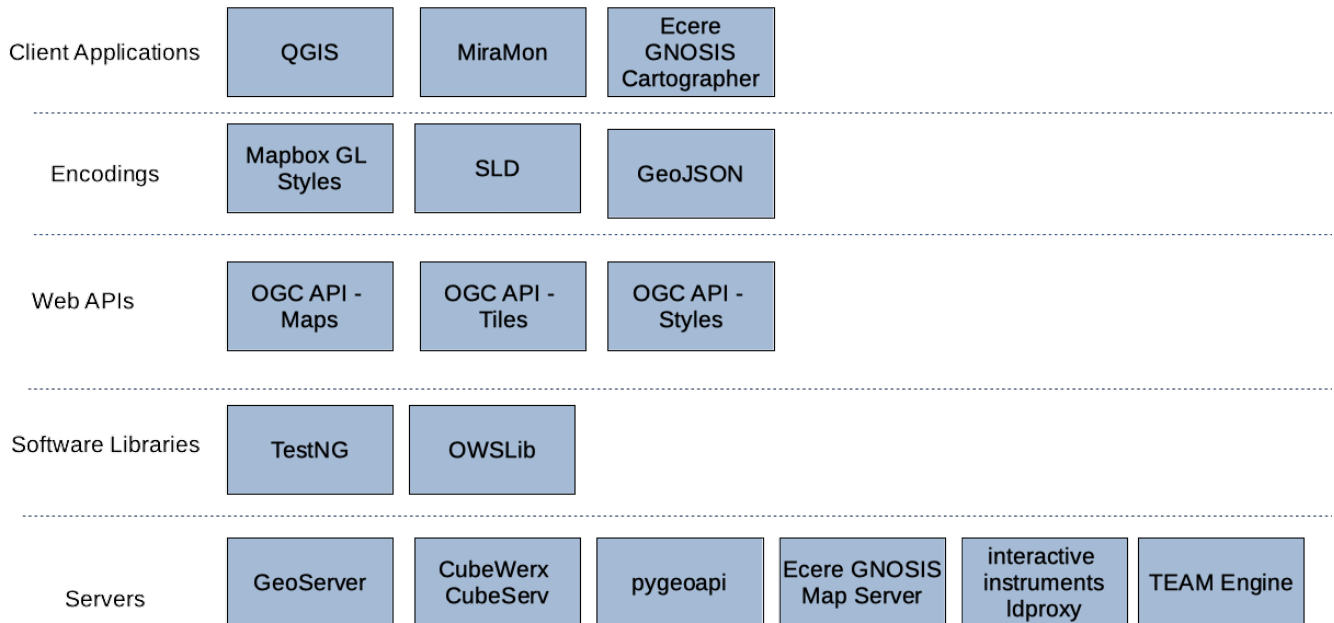 Client Applications
QGIS
MiraMon
Ecere
GNOSIS
Cartographer
Encodings
Mapbox GL
Styles
SLD
GeoJSON
Web APIs
OGC API -
Maps
OGC API -
Tiles
OGC API -
Styles
Software Libraries
TestNG
OWSLib
Servers
GeoServer
CubeWerx
CubeServ
pygeoapi
Ecere GNOSIS
Map Server
interactive
instruments
ldproxy
TEAM Engine